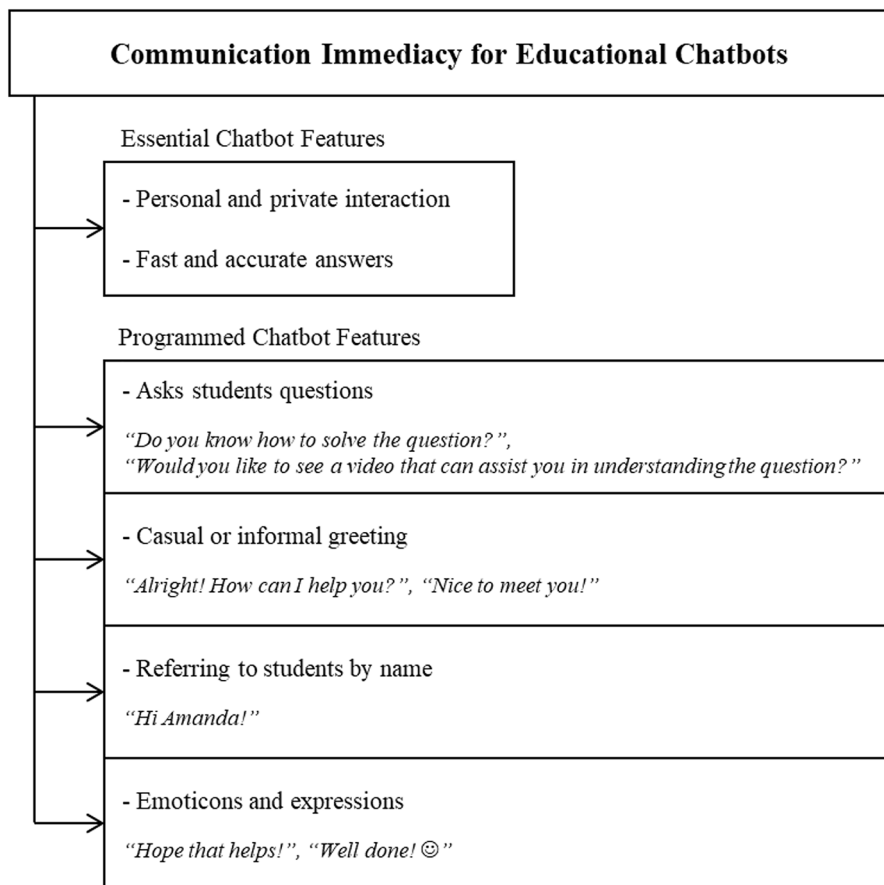 Communication Immediacy for Educational Chatbots
Essential Chatbot Features
- Personal and private interaction
- Fast and accurate answers
Programmed Chatbot Features
- Asks students questions
“Do you know how to solve the question?”,
“Would you like to see a video that can assist you in understanding the question?”
- Casual or informal greeting
“Alright! How can I help you?”, “Nice to meet you!”
- Referring to students by name
“Hi Amanda!”
- Emoticons and expressions
“Hope that helps!”, “Well done! ☺”